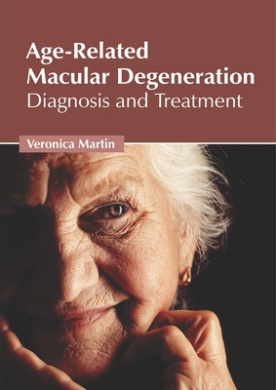 Age-Related
Macular Degeneration
Diagnosis and Treatment
Veronica Martin